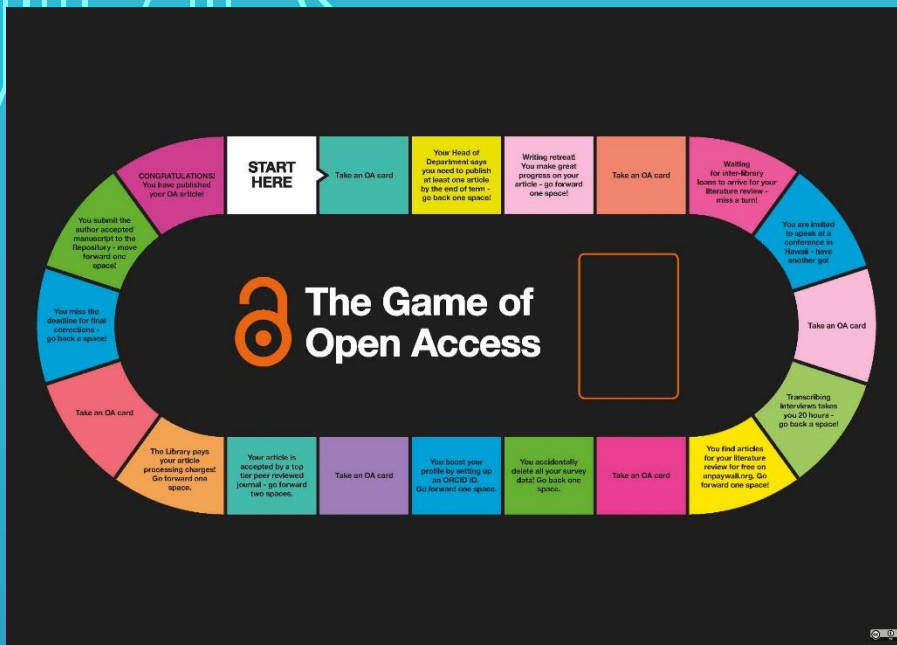 START
HERE
Take an OA card
Your Head of
Department says
you need to publish
at least one article
by the end of term -
go back one space!
Writing retreat!
You make great
progress on your
article - go forward
one space!
Take an OA card
Waiting
for inter-library
loans to arrive for your
literature review -
miss a turn!
You are invited
to speak at a
conference in
Hawaii - have
another go!
Take an OA card
Transcribing
interviews takes
you 20 hours -
go back a space!
You find articles
for your literature
review for free on
unpaywall.org. Go
forward one space!
Take an OA card
You accidentally
delete all your survey
data! Go back one
space.
You boost your
profile by setting up
an ORCID ID.
Go forward one space.
Take an OA card
Your article is
accepted by a top
tier peer reviewed
journal - go forward
two spaces.
The Library pays
your article
processing charges!
Go forward one
space.
Take an OA card
You miss the
deadline for final
corrections -
go back a space!
You submit the
author accepted
manuscript to the
Repository - move
forward one
space!
CONGRATULATIONS!
You have published
your OA article!
The Game of
Open Access